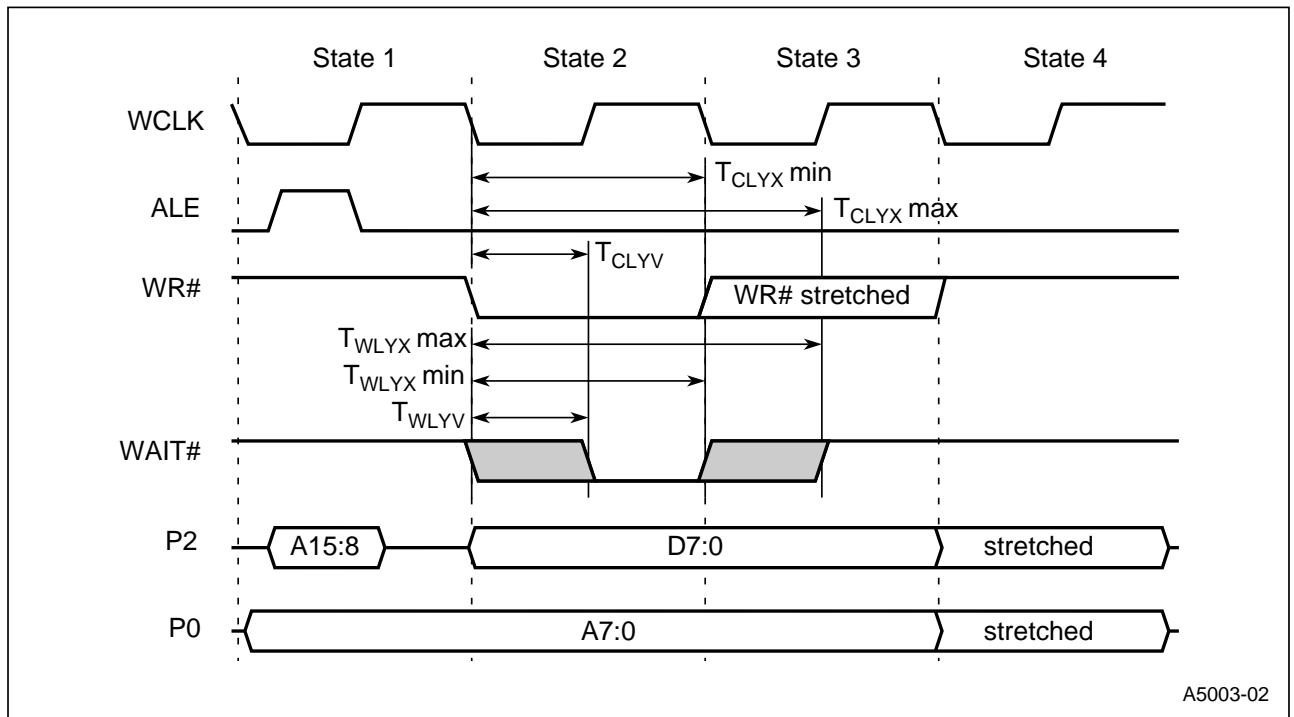 State 1 State 2 State 3 State 4
WCLK
T_CLYX min
ALE
T_CLYX max
T_CLYV
WR#
WR# stretched
T_WLYX max
T_WLYX min
T_WLYV
WAIT#
P2 A15:8 D7:0 stretched
P0 A7:0 stretched
A5003-02